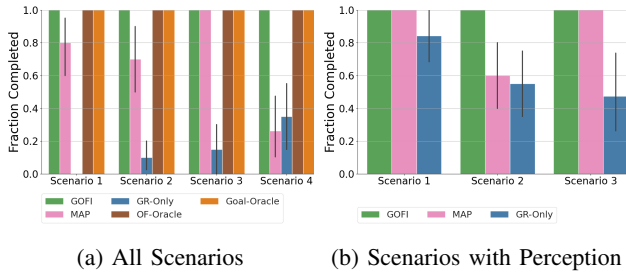 1.0
0.8
0.6
0.4
0.2
0.0
Fraction Completed
Scenario 1 Scenario 2 Scenario 3 Scenario 4
GOFI GR-Only Goal-Oracle
MAP OF-Oracle
(a) All Scenarios
1.0
0.8
0.6
0.4
0.2
0.0
Fraction Completed
Scenario 1 Scenario 2 Scenario 3
GOFI MAP GR-Only
(b) Scenarios with Perception